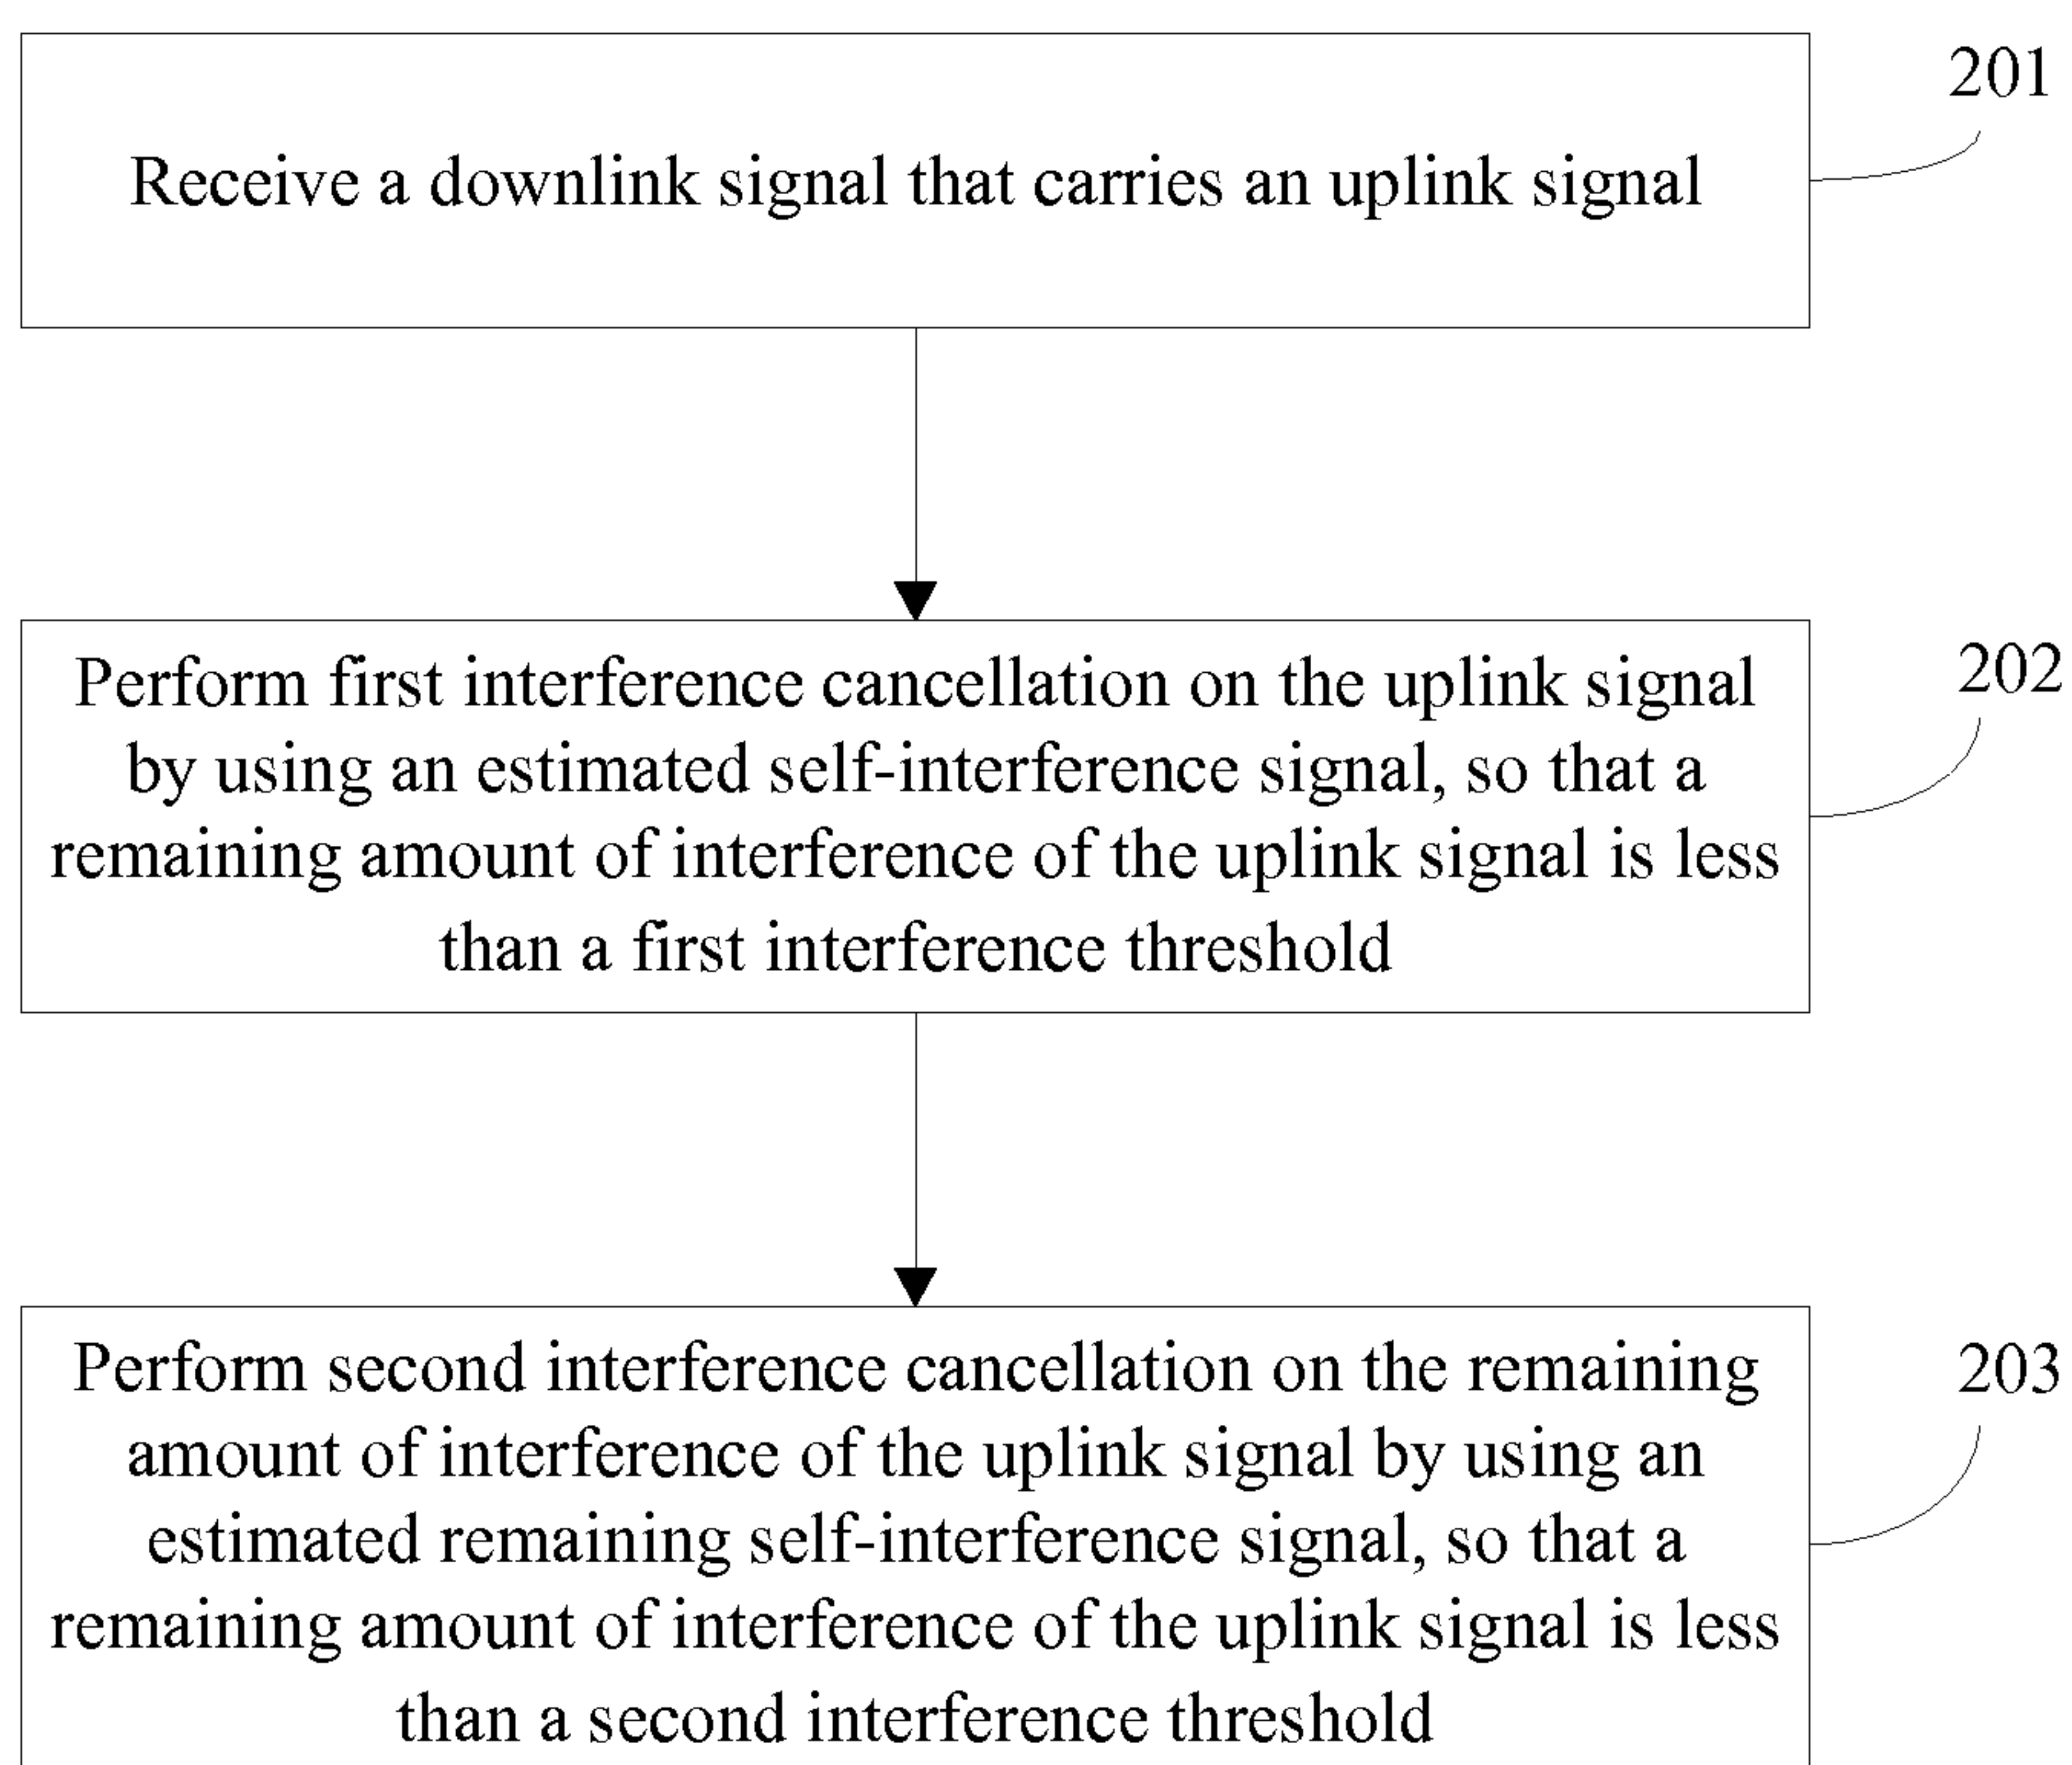 201
Receive a downlink signal that carries an uplink signal
202
Perform first interference cancellation on the uplink signal
by using an estimated self-interference signal, so that a
remaining amount of interference of the uplink signal is less
than a first interference threshold
203
Perform second interference cancellation on the remaining
amount of interference of the uplink signal by using an
estimated remaining self-interference signal, so that a
remaining amount of interference of the uplink signal is less
than a second interference threshold